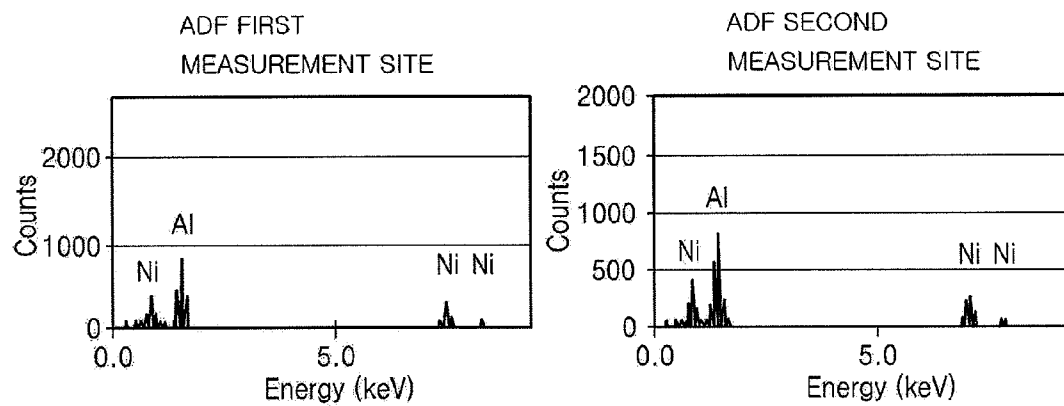 ADF FIRST
MEASUREMENT SITE
Counts
2000
1000
0
Ni
Al
Ni Ni
0.0
5.0
Energy (keV)
ADF SECOND
MEASUREMENT SITE
Counts
2000
1500
1000
500
0
Ni
Al
Ni Ni
0.0
5.0
Energy (keV)